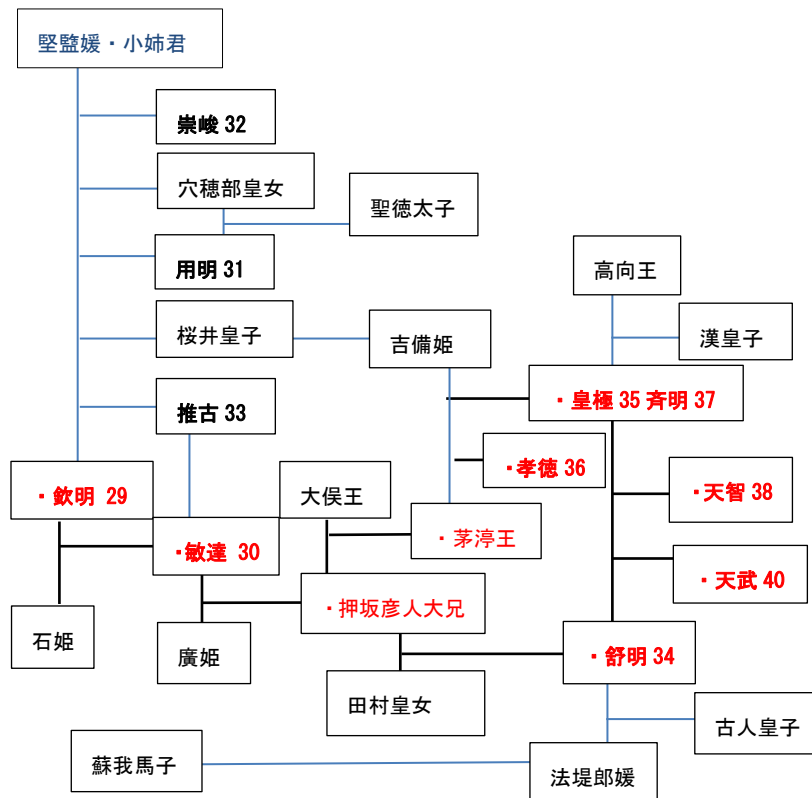 堅鹽媛・小姉君
崇峻 32
穴穂部皇女
聖徳太子
用明 31
高向王
桜井皇子
吉備姫
漢皇子
推古 33
・皇極 35 斉明 37
・孝徳 36
・欽明 29
大俣王
・天智 38
・敏達 30
・茅渟王
・天武 40
・押坂彦人大兄
石姫
廣姫
・舒明 34
田村皇女
古人皇子
蘇我馬子
法堤郎媛